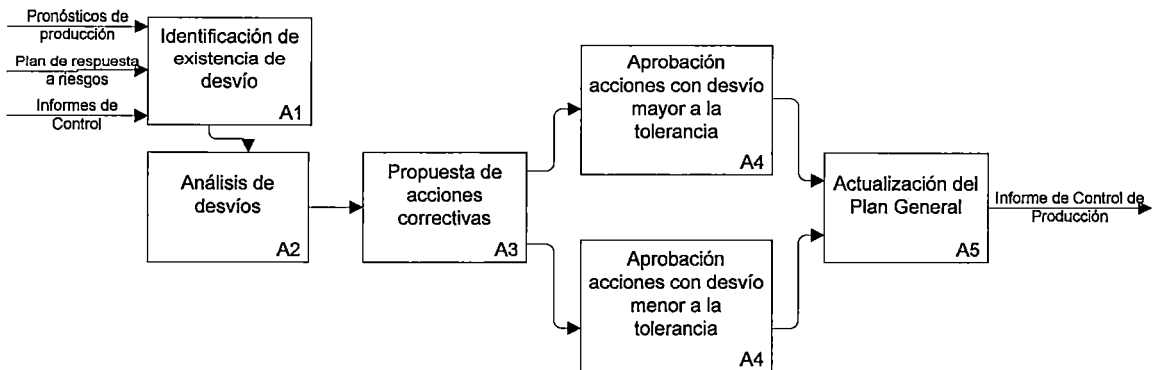 Pronósticos de
producción
Plan de respuesta
a riesgos
Informes de
Control
Identificación de
existencia de
desvío
A1
Análisis de
desvíos
A2
Propuesta de
acciones
correctivas
A3
Aprobación
acciones con desvío
mayor a la
tolerancia
A4
Aprobación
acciones con desvío
menor a la
tolerancia
A4
Actualización del
Plan General
A5
Informe de Control de
Producción